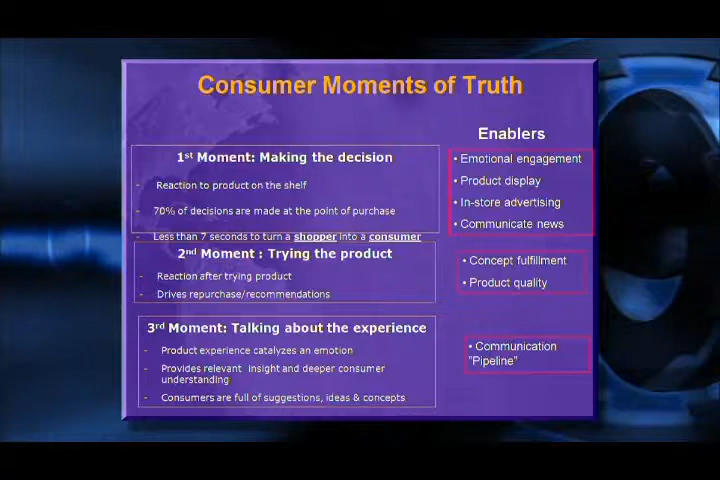 Consumer Moments of Truth
Enablers
1st Moment: Making the decision
- Reaction to product on the shelf
- 70% of decisions are made at the point of purchase
- Less than 7 seconds to turn a shopper into a consumer
• Emotional engagement
• Product display
• In-store advertising
• Communicate news
2nd Moment : Trying the product
- Reaction after trying product
- Drives repurchase/recommendations
• Concept fulfillment
• Product quality
3rd Moment: Talking about the experience
- Product experience catalyzes an emotion
- Provides relevant insight and deeper consumer
understanding
- Consumers are full of suggestions, ideas & concepts
• Communication
"Pipeline"